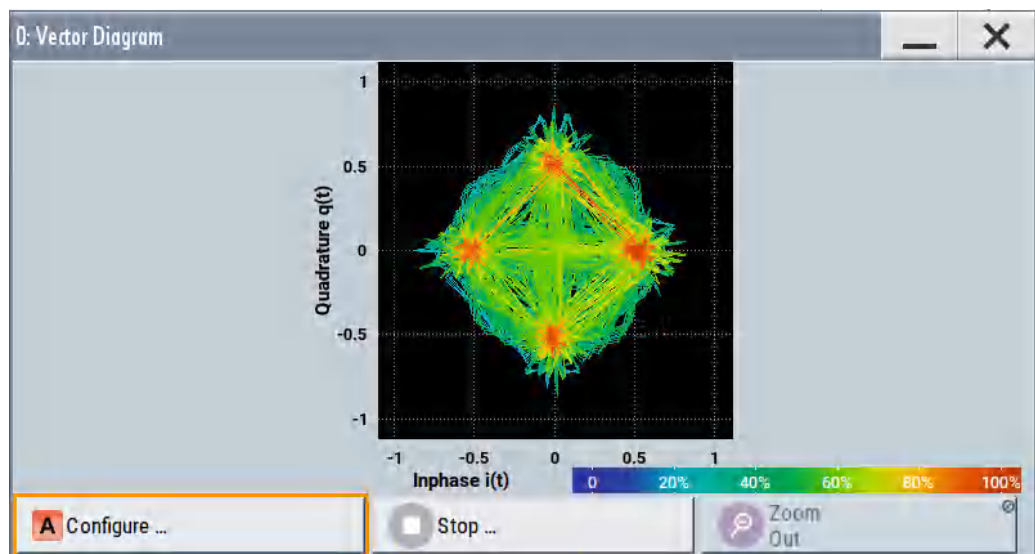 0: Vector Diagram
1
0.5
0
-0.5
-1
Quadrature q(t)
-1 -0.5 0 0.5 1
Inphase i(t)
0 20% 40% 60% 80% 100%
A Configure ...
Stop ...
Zoom
Out